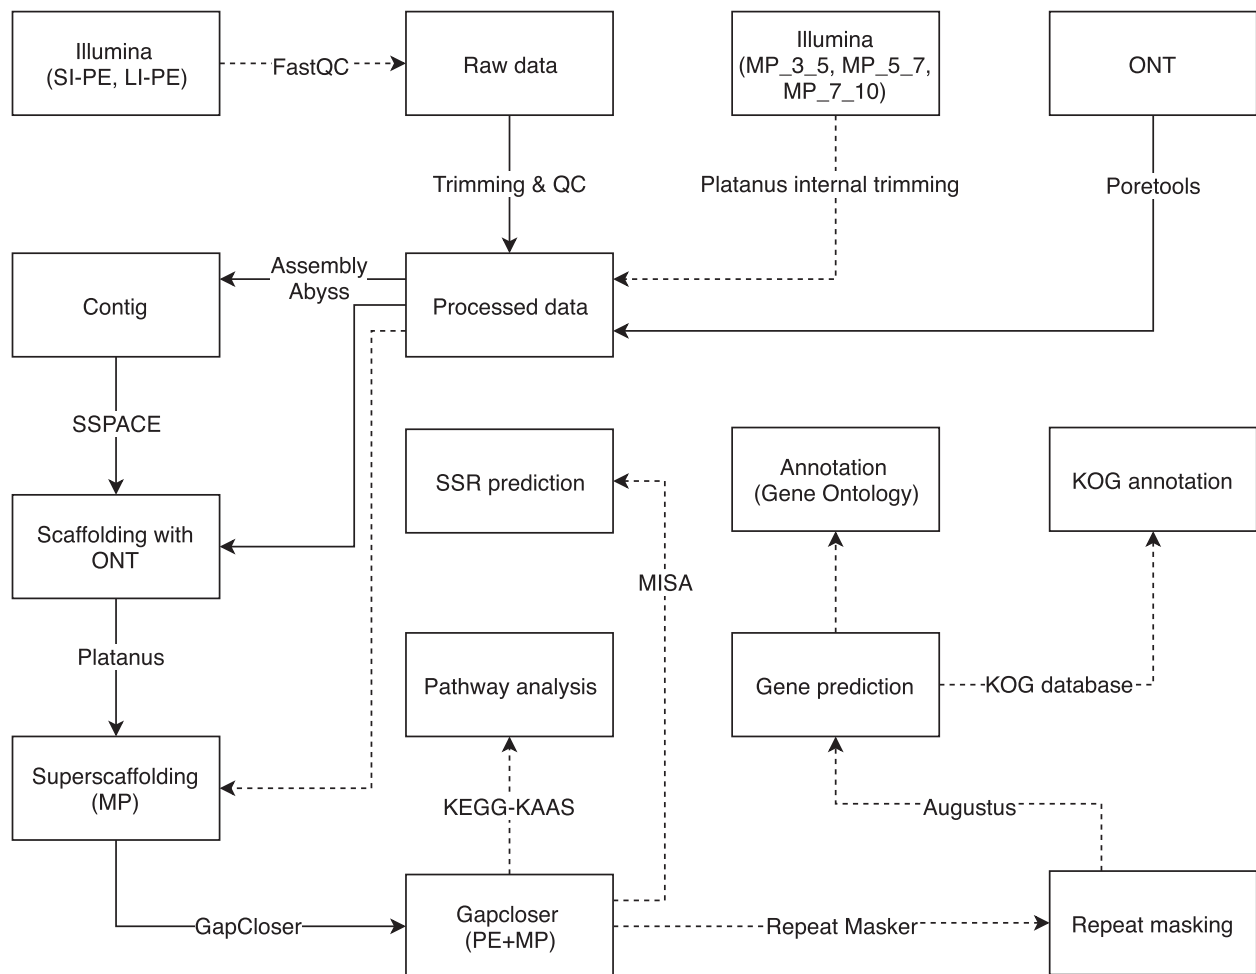 Illumina
(SI-PE, LI-PE)
FastQC
Raw data
Illumina
(MP_3_5, MP_5_7,
MP_7_10)
ONT
Trimming & QC
Platanus internal trimming
Poretools
Contig
Assembly
Abyss
Processed data
SSPACE
SSR prediction
Annotation
(Gene Ontology)
KOG annotation
Scaffolding with
ONT
MISA
Platanus
Pathway analysis
Gene prediction
KOG database
Superscaffolding
(MP)
KEGG-KAAS
Augustus
GapCloser
Gapcloser
(PE+MP)
Repeat Masker
Repeat masking